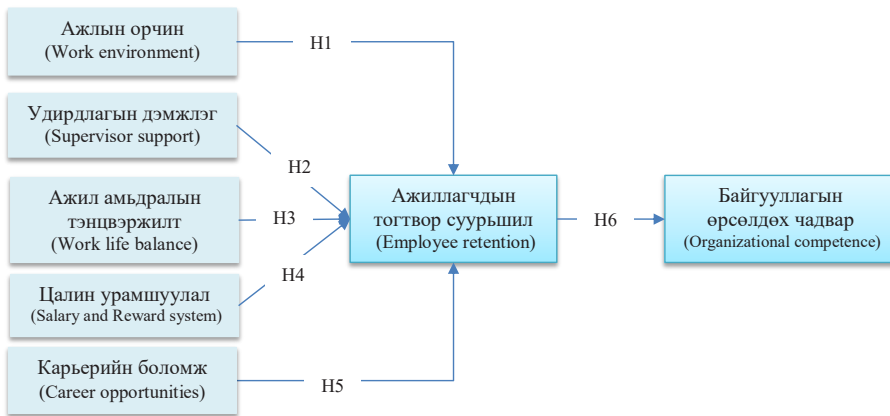 Ажлын орчин
(Work environment)
H1
Удирдлагын дэмжлэг
(Supervisor support)
H2
Ажил амьдралын
тэнцвэржилт
(Work life balance)
H3
Цалин урамшуулал
(Salary and Reward system)
H4
Карьерийн боломж
(Career opportunities)
H5
Ажиллагчдын
тогтвор суурьшил
(Employee retention)
H6
Байгууллагын
өрсөлдөх чадвар
(Organizational competence)